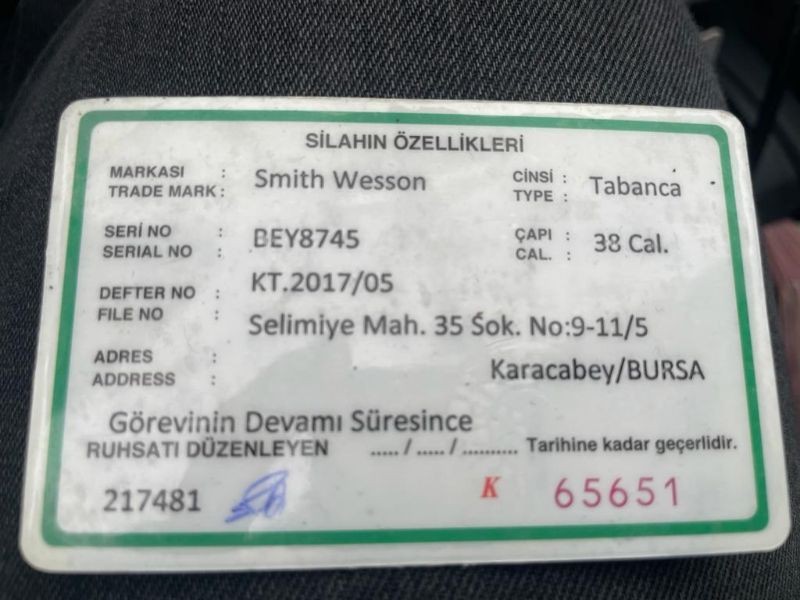 SİLAHIN ÖZELLİKLERİ
MARKASI : Smith Wesson CİNSİ : Tabanca
TRADE MARK : TYPE :
SERİ NO : BEY8745 ÇAPI : 38 Cal.
SERIAL NO : CAL. :
DEFTER NO : KT.2017/05
FILE NO : Selimiye Mah. 35 Sok. No:9-11/5
ADRES :
ADDRESS : Karacabey/BURSA
Görevinin Devamı Süresince
RUHSATI DÜZENLEYEN ...../...../.......... Tarihine kadar geçerlidir.
217481 K 65651